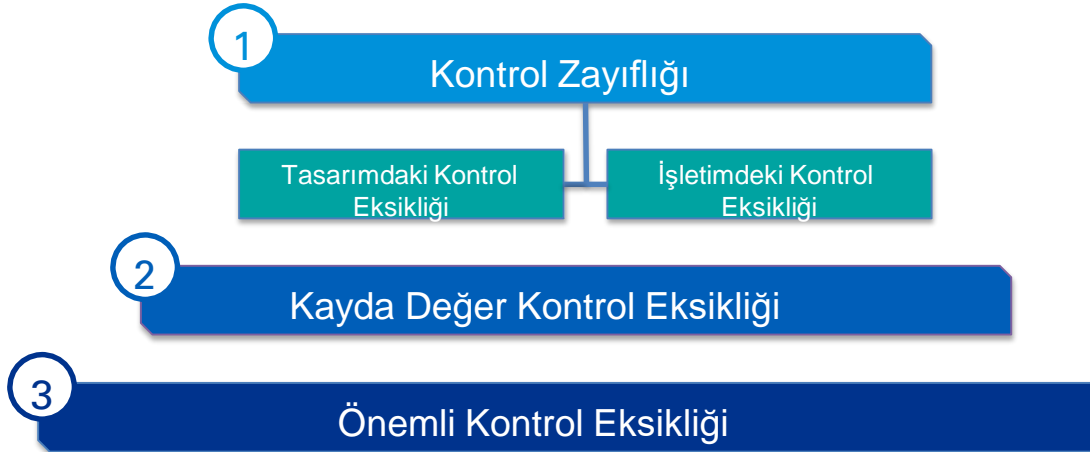 1
Kontrol Zayıflığı
Tasarımdaki Kontrol
Eksikliği
İşletimdeki Kontrol
Eksikliği
2
Kayda Değer Kontrol Eksikliği
3
Önemli Kontrol Eksikliği